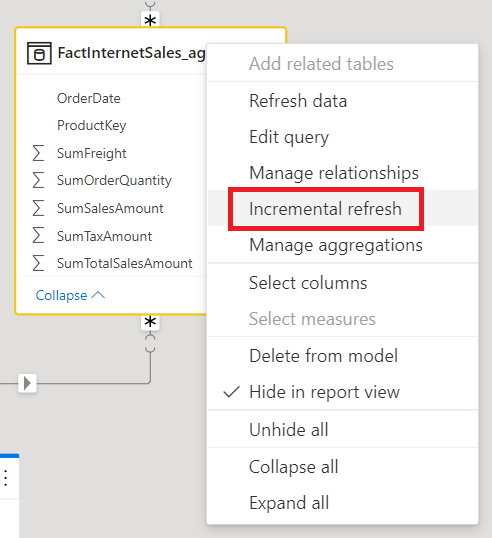 FactInternetSales_ag
OrderDate
ProductKey
SumFreight
SumOrderQuantity
SumSalesAmount
SumTaxAmount
SumTotalSalesAmount
Collapse
Add related tables
Refresh data
Edit query
Manage relationships
Incremental refresh
Manage aggregations
Select columns
Select measures
Delete from model
Hide in report view
Unhide all
Collapse all
Expand all